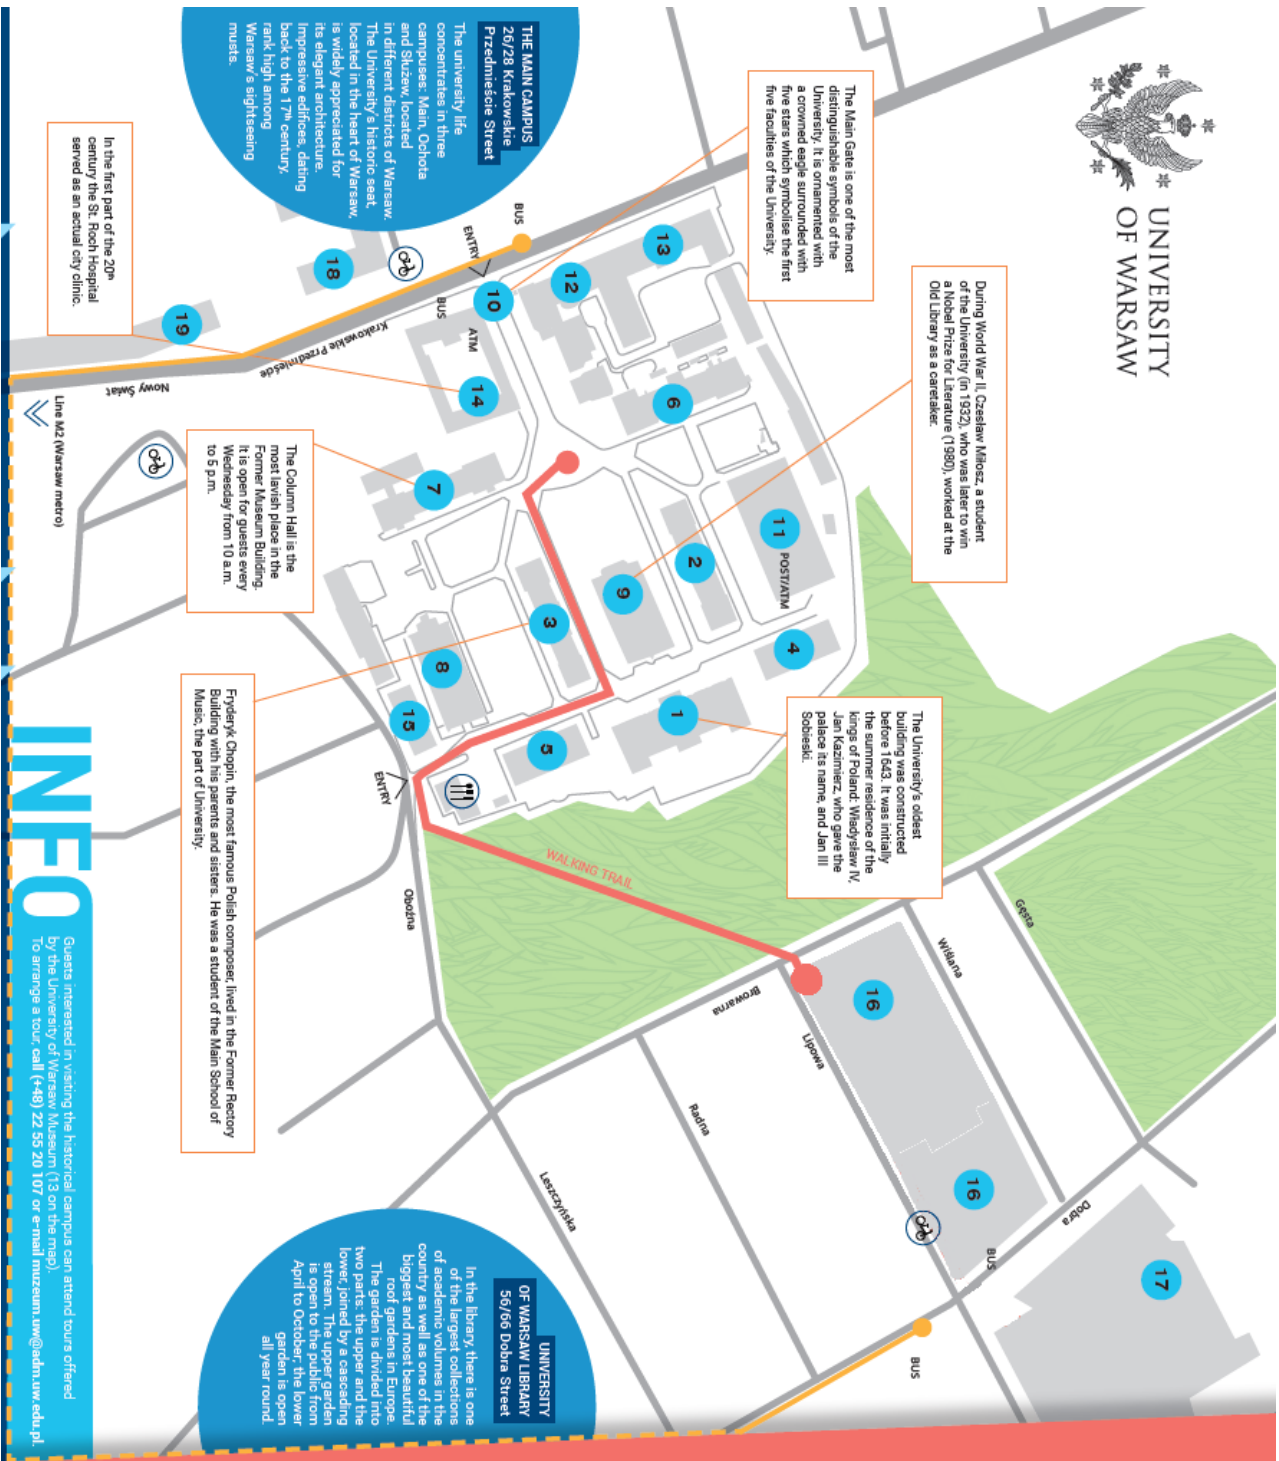 UNIVERSITY
OF WARSAW
THE MAIN CAMPUS
26/28 Krakowskie
Przedmieście Street
The university life
concentrates in three
campuses: Main, Ochota
and Służew, located
in different districts of Warsaw.
The University's historic seat,
located in the heart of Warsaw,
is widely appreciated for
its elegant architecture.
Impressive edifices, dating
back to the 17th century,
rank high among
Warsaw's sightseeing
musts.
The Main Gate is one of the most
distinguishable symbols of the
University. It is ornamented with
a crowned eagle surrounded with
five stars which symbolise the first
five faculties of the University.
During World War II, Czesław Miłosz, a student
of the University (in 1932), who was later to win
a Nobel Prize for Literature (1980), worked at the
Old Library as a caretaker.
The University's oldest
building was constructed
before 1643. It was initially
the summer residence of the
kings of Poland: Władysław IV,
Jan Kazimierz, who gave the
palace its name, and Jan III
Sobieski.
In the first part of the 20th
century the St. Roch Hospital
served as an actual city clinic.
The Column Hall is the
most lavish place in the
Former Museum Building.
It is open for guests every
Wednesday from 10 a.m.
to 5 p.m.
Fryderyk Chopin, the most famous Polish composer, lived in the Former Rectory
Building with his parents and sisters. He was a student of the Main School of
Music, the part of University.
BUS
ENTRY
BUS
ATM
13
12
10
18
19
14
6
7
11
POST/ATM
2
9
3
4
8
1
15
5
ENTRY
Krakowskie Przedmieście
Nowy Świat
Line M2 (Warsaw metro)
WALKING TRAIL
Oboźna
Gęsta
Wiślana
Browarna
Lipowa
Radna
Leszczyńska
Dobra
16
16
17
BUS
BUS
UNIVERSITY
OF WARSAW LIBRARY
56/66 Dobra Street
In the library, there is one
of the largest collections
of academic volumes in the
country as well as one of the
biggest and most beautiful
roof gardens in Europe.
The garden is divided into
two parts: the upper and the
lower, joined by a cascading
stream. The upper garden
is open to the public from
April to October; the lower
garden is open
all year round.
INFO
Guests interested in visiting the historical campus can attend tours offered
by the University of Warsaw Museum (13 on the map).
To arrange a tour, call (+48) 22 55 20 107 or e-mail muzeum.uw@adm.uw.edu.pl.